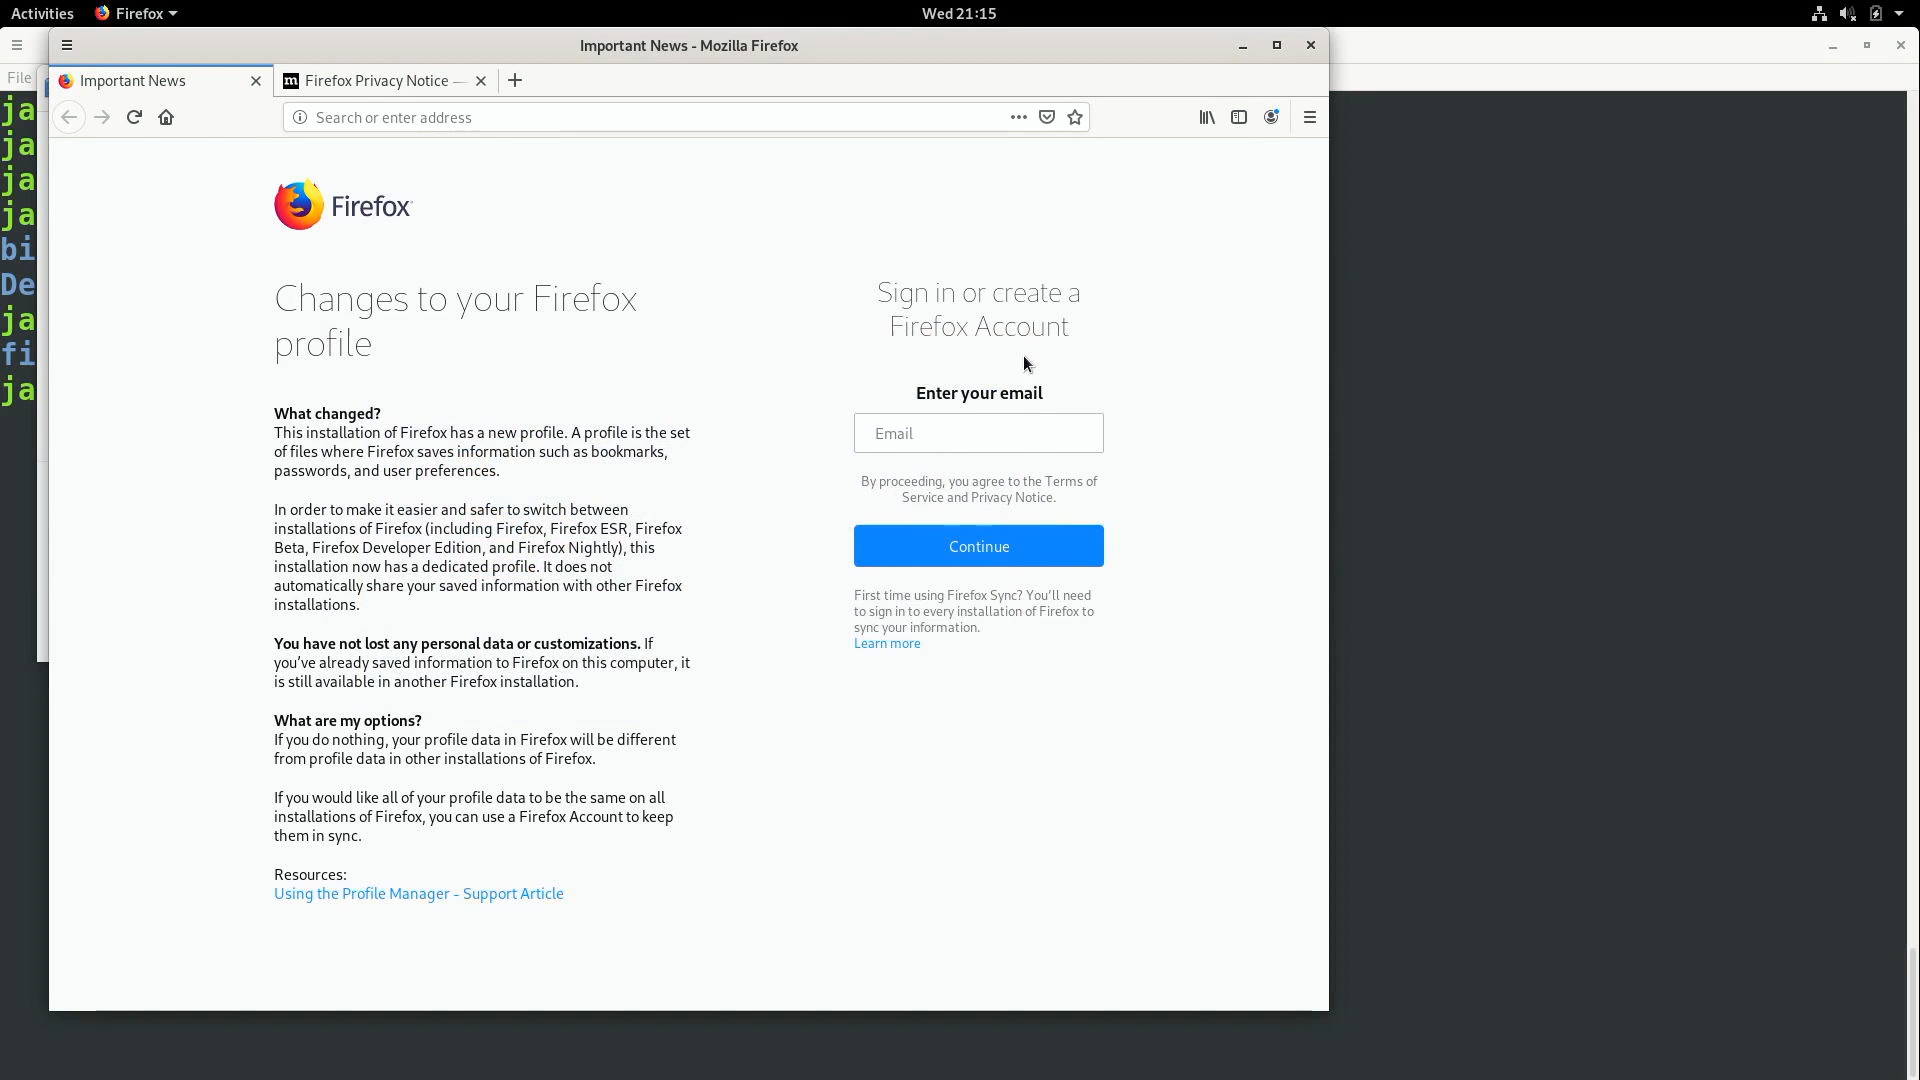 Activities
Firefox
Wed 21:15
Important News - Mozilla Firefox
File
Important News
Firefox Privacy Notice —
Search or enter address
ja
ja
ja
ja
bi
De
ja
fi
ja
Firefox
Changes to your Firefox
profile
What changed?
This installation of Firefox has a new profile. A profile is the set
of files where Firefox saves information such as bookmarks,
passwords, and user preferences.
In order to make it easier and safer to switch between
installations of Firefox (including Firefox, Firefox ESR, Firefox
Beta, Firefox Developer Edition, and Firefox Nightly), this
installation now has a dedicated profile. It does not
automatically share your saved information with other Firefox
installations.
You have not lost any personal data or customizations. If
you’ve already saved information to Firefox on this computer, it
is still available in another Firefox installation.
What are my options?
If you do nothing, your profile data in Firefox will be different
from profile data in other installations of Firefox.
If you would like all of your profile data to be the same on all
installations of Firefox, you can use a Firefox Account to keep
them in sync.
Resources:
Using the Profile Manager - Support Article
Sign in or create a
Firefox Account
Enter your email
Email
By proceeding, you agree to the Terms of
Service and Privacy Notice.
Continue
First time using Firefox Sync? You’ll need
to sign in to every installation of Firefox to
sync your information.
Learn more